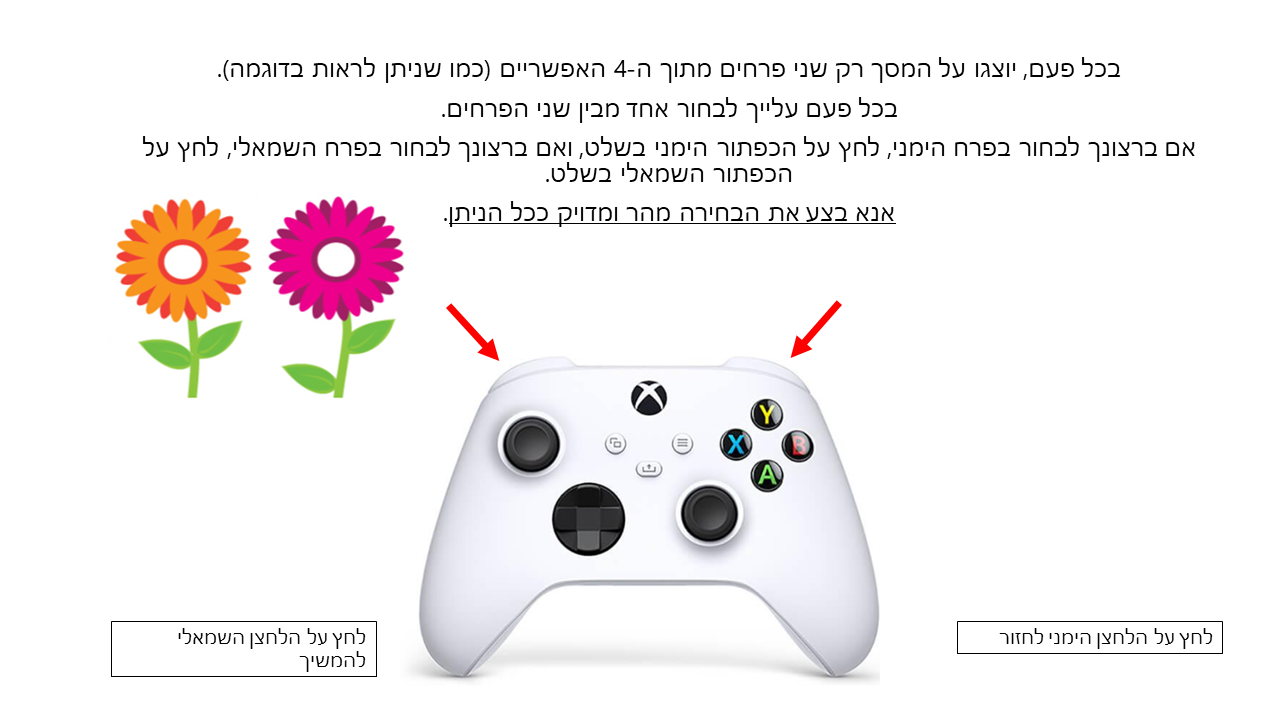 בכל פעם, יוצגו על המסך רק שני פרחים מתוך ה-4 האפשריים (כמו שניתן לראות בדוגמה).
בכל פעם עלייך לבחור אחד מבין שני הפרחים.
אם ברצונך לבחור בפרח הימני, לחץ על הכפתור הימני בשלט, ואם ברצונך לבחור בפרח השמאלי, לחץ על
הכפתור השמאלי בשלט.
אנא בצע את הבחירה מהר ומדויק ככל הניתן.
Y
X
B
A
לחץ על הלחצן הימני לחזור
לחץ על הלחצן השמאלי
להמשיך